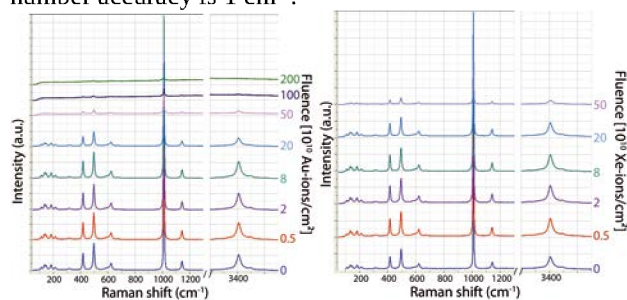 number accuracy is 1 cm⁻¹.
200
100
50
20
8
2
0.5
0
Fluence [10¹⁰ Au-ions/cm²]
Intensity (a.u.)
200 400 600 800 1000 1200 // 3400
Raman shift (cm⁻¹)
50
20
8
2
0.5
0
Fluence [10¹⁰ Xe-ions/cm²]
Intensity (a.u.)
200 400 600 800 1000 1200 // 3400
Raman shift (cm⁻¹)